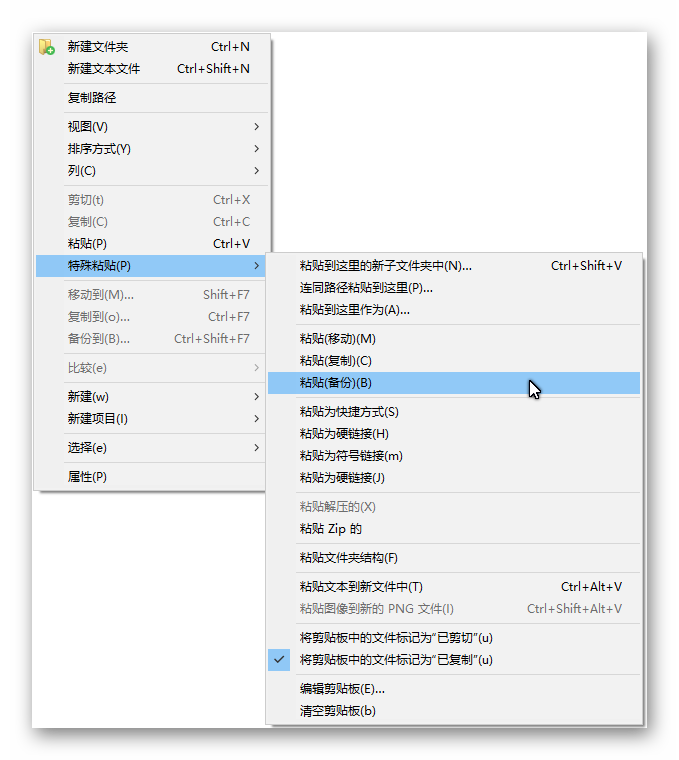 新建文件夹 Ctrl+N
新建文本文件 Ctrl+Shift+N
复制路径
视图(V)
排序方式(Y)
列(C)
剪切(t) Ctrl+X
复制(C) Ctrl+C
粘贴(P) Ctrl+V
特殊粘贴(P)
移动到(M)... Shift+F7
复制到(o)... Ctrl+F7
备份到(B)... Ctrl+Shift+F7
比较(e)
新建(w)
新建项目(I)
选择(e)
属性(P)
粘贴到这里的新子文件夹中(N)... Ctrl+Shift+V
连同路径粘贴到这里(P)...
粘贴到这里作为(A)...
粘贴(移动)(M)
粘贴(复制)(C)
粘贴(备份)(B)
粘贴为快捷方式(S)
粘贴为硬链接(H)
粘贴为符号链接(m)
粘贴为硬链接(J)
粘贴解压的(X)
粘贴 Zip 的
粘贴文件夹结构(F)
粘贴文本到新文件中(T) Ctrl+Alt+V
粘贴图像到新的 PNG 文件(I) Ctrl+Shift+Alt+V
将剪贴板中的文件标记为“已剪切”(u)
将剪贴板中的文件标记为“已复制”(u)
编辑剪贴板(E)...
清空剪贴板(b)